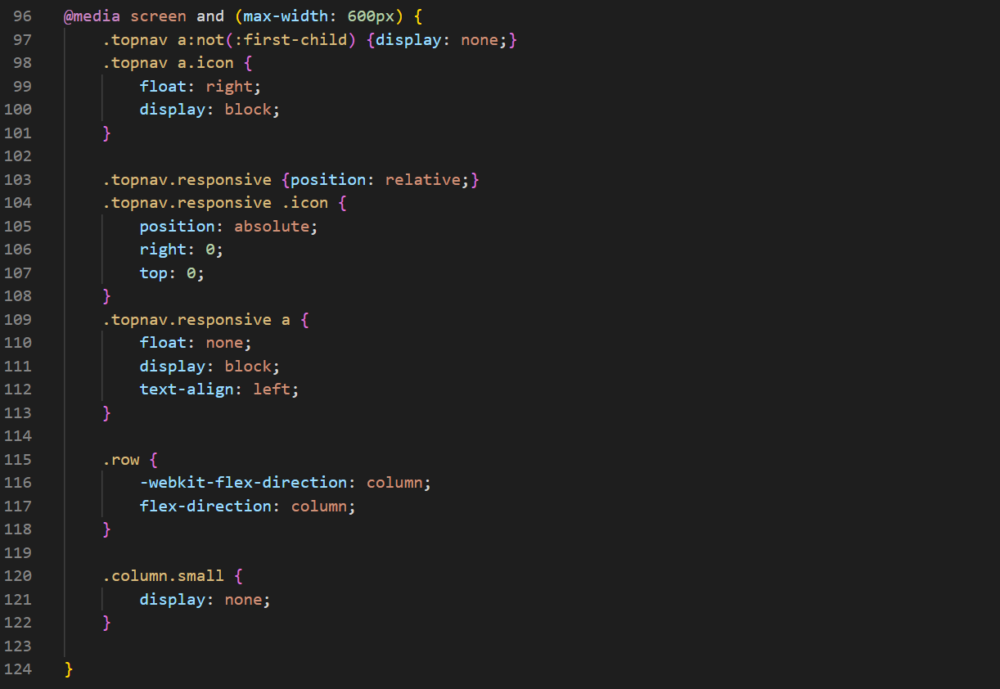 96 @media screen and (max-width: 600px) {
97     .topnav a:not(:first-child) {display: none;}
98     .topnav a.icon {
99         float: right;
100         display: block;
101     }
102
103     .topnav.responsive {position: relative;}
104     .topnav.responsive .icon {
105         position: absolute;
106         right: 0;
107         top: 0;
108     }
109     .topnav.responsive a {
110         float: none;
111         display: block;
112         text-align: left;
113     }
114
115     .row {
116         -webkit-flex-direction: column;
117         flex-direction: column;
118     }
119
120     .column.small {
121         display: none;
122     }
123
124 }